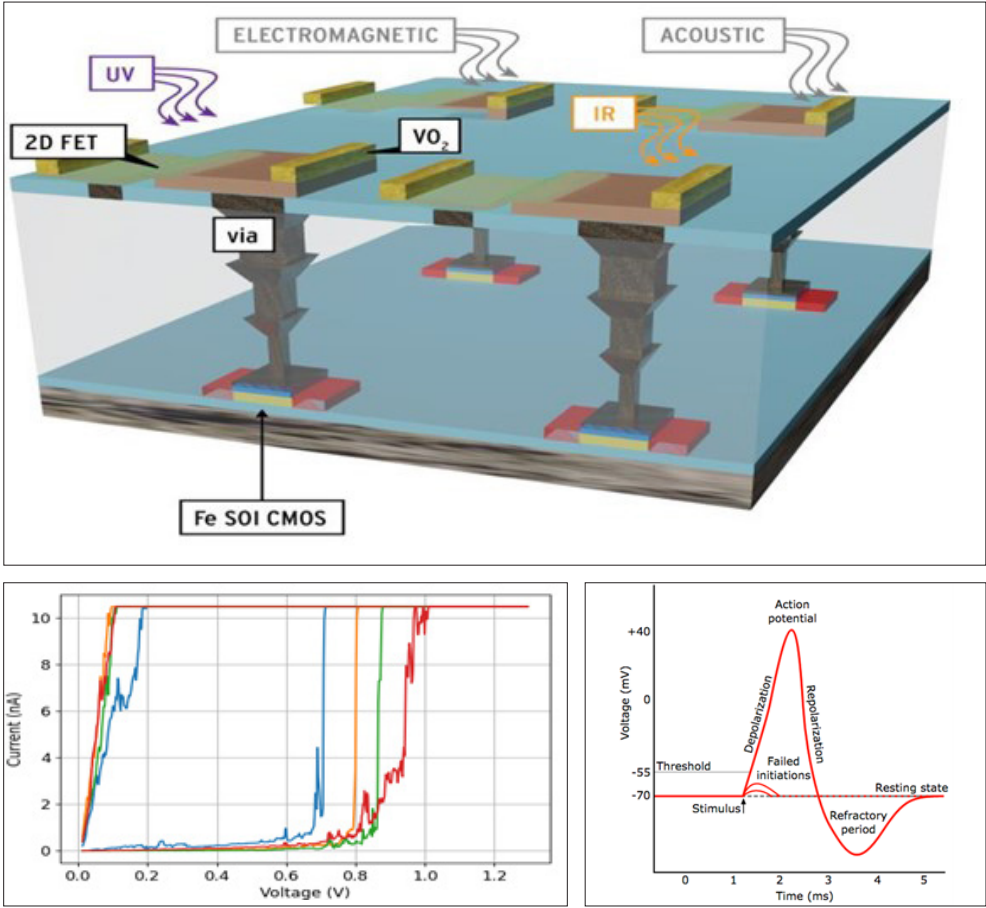 ELECTROMAGNETIC
ACOUSTIC
UV
IR
2D FET
VO₂
via
Fe SOI CMOS
10
8
6
4
2
0
Current (nA)
0.0 0.2 0.4 0.6 0.8 1.0 1.2
Voltage (V)
Action
potential
+40
0
-55
-70
Voltage (mV)
Depolarization
Repolarization
Threshold
Failed
initiations
Resting state
Stimulus
Refractory
period
0 1 2 3 4 5
Time (ms)